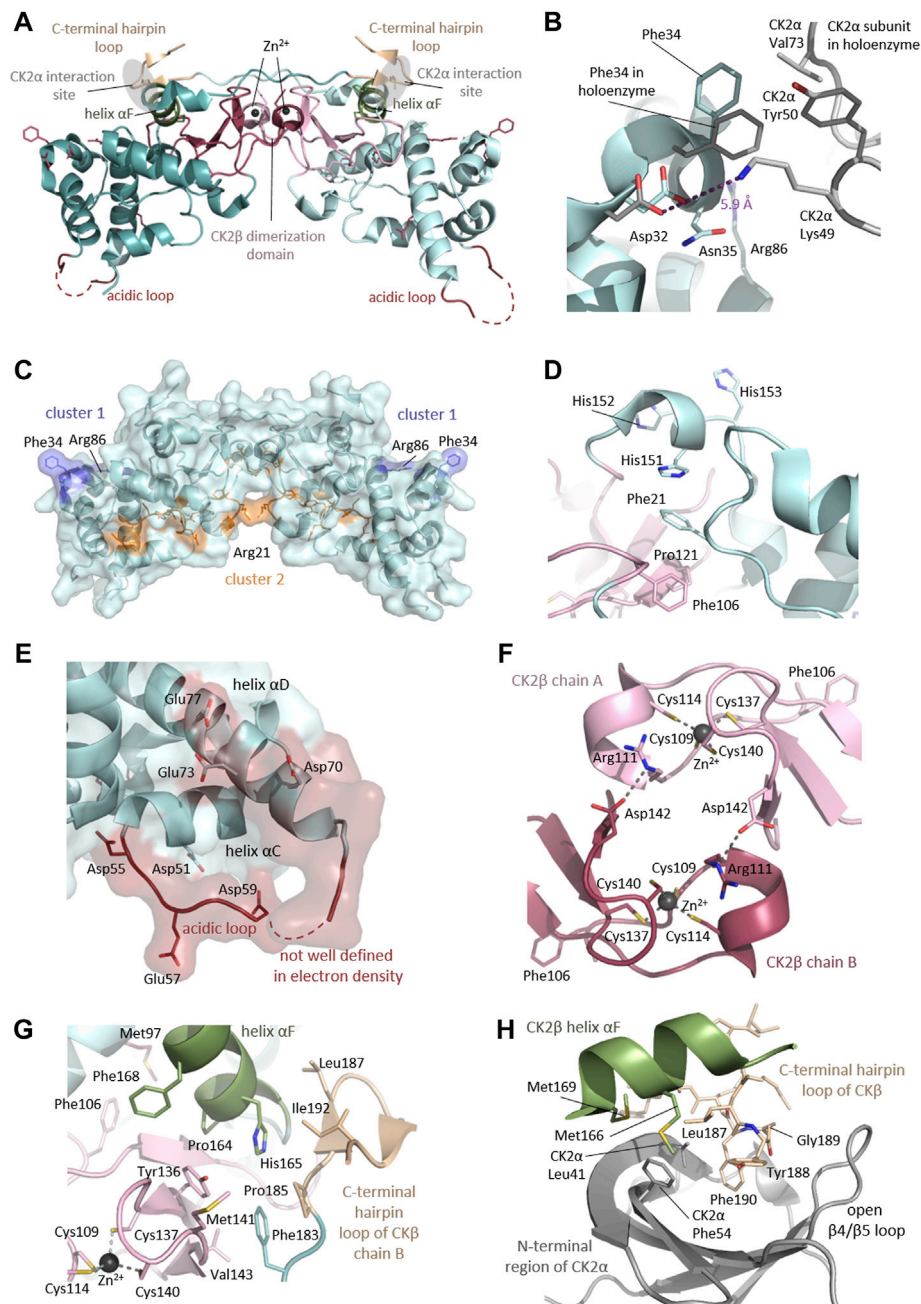 A
C-terminal hairpin
loop
Zn2+
C-terminal hairpin
loop
CK2α interaction
site
CK2α interaction
site
helix αF
helix αF
CK2β dimerization
domain
acidic loop
acidic loop
B
Phe34
CK2α
Val73
CK2α subunit
in holoenzyme
Phe34 in
holoenzyme
CK2α
Tyr50
5.9 Å
Asp32
Asn35
Arg86
CK2α
Lys49
C
cluster 1
cluster 1
Phe34
Arg86
Arg86
Phe34
Arg21
cluster 2
D
His152
His153
His151
Phe21
Pro121
Phe106
E
helix αD
Glu77
Glu73
Asp70
helix αC
Asp55
Asp51
Asp59
acidic loop
Glu57
not well defined
in electron density
F
CK2β chain A
Phe106
Cys114
Cys137
Cys109
Cys140
Arg111
Zn2+
Asp142
Asp142
Cys109
Arg111
Cys140
Zn2+
Cys137
Cys114
Phe106
CK2β chain B
G
Met97
helix αF
Leu187
Phe168
Phe106
Ile192
Pro164
His165
Tyr136
Pro185
C-terminal
hairpin
loop of CKβ
chain B
Cys109
Cys137
Met141
Phe183
Cys114
Zn2+
Cys140
Val143
H
CK2β helix αF
C-terminal hairpin
loop of CKβ
Met169
Met166
Leu187
Gly189
CK2α
Leu41
Tyr188
Phe190
CK2α
Phe54
open
β4/β5 loop
N-terminal
region of CK2α